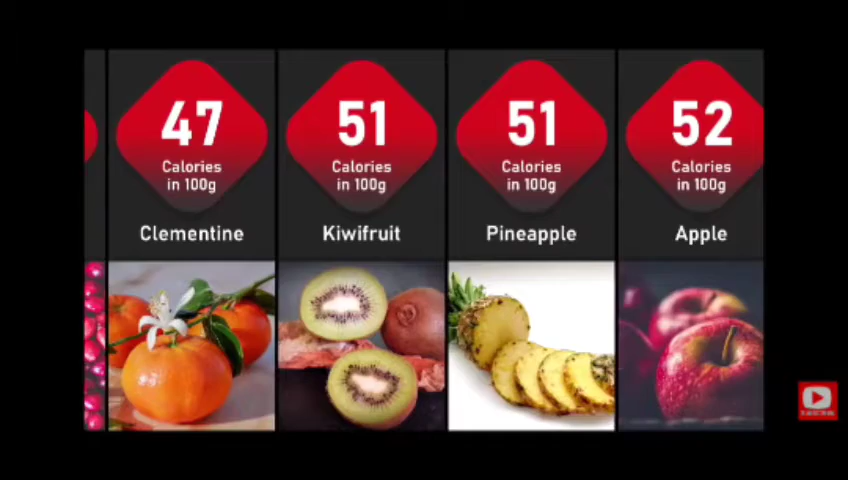 47
Calories
in 100g
Clementine
51
Calories
in 100g
Kiwifruit
51
Calories
in 100g
Pineapple
52
Calories
in 100g
Apple